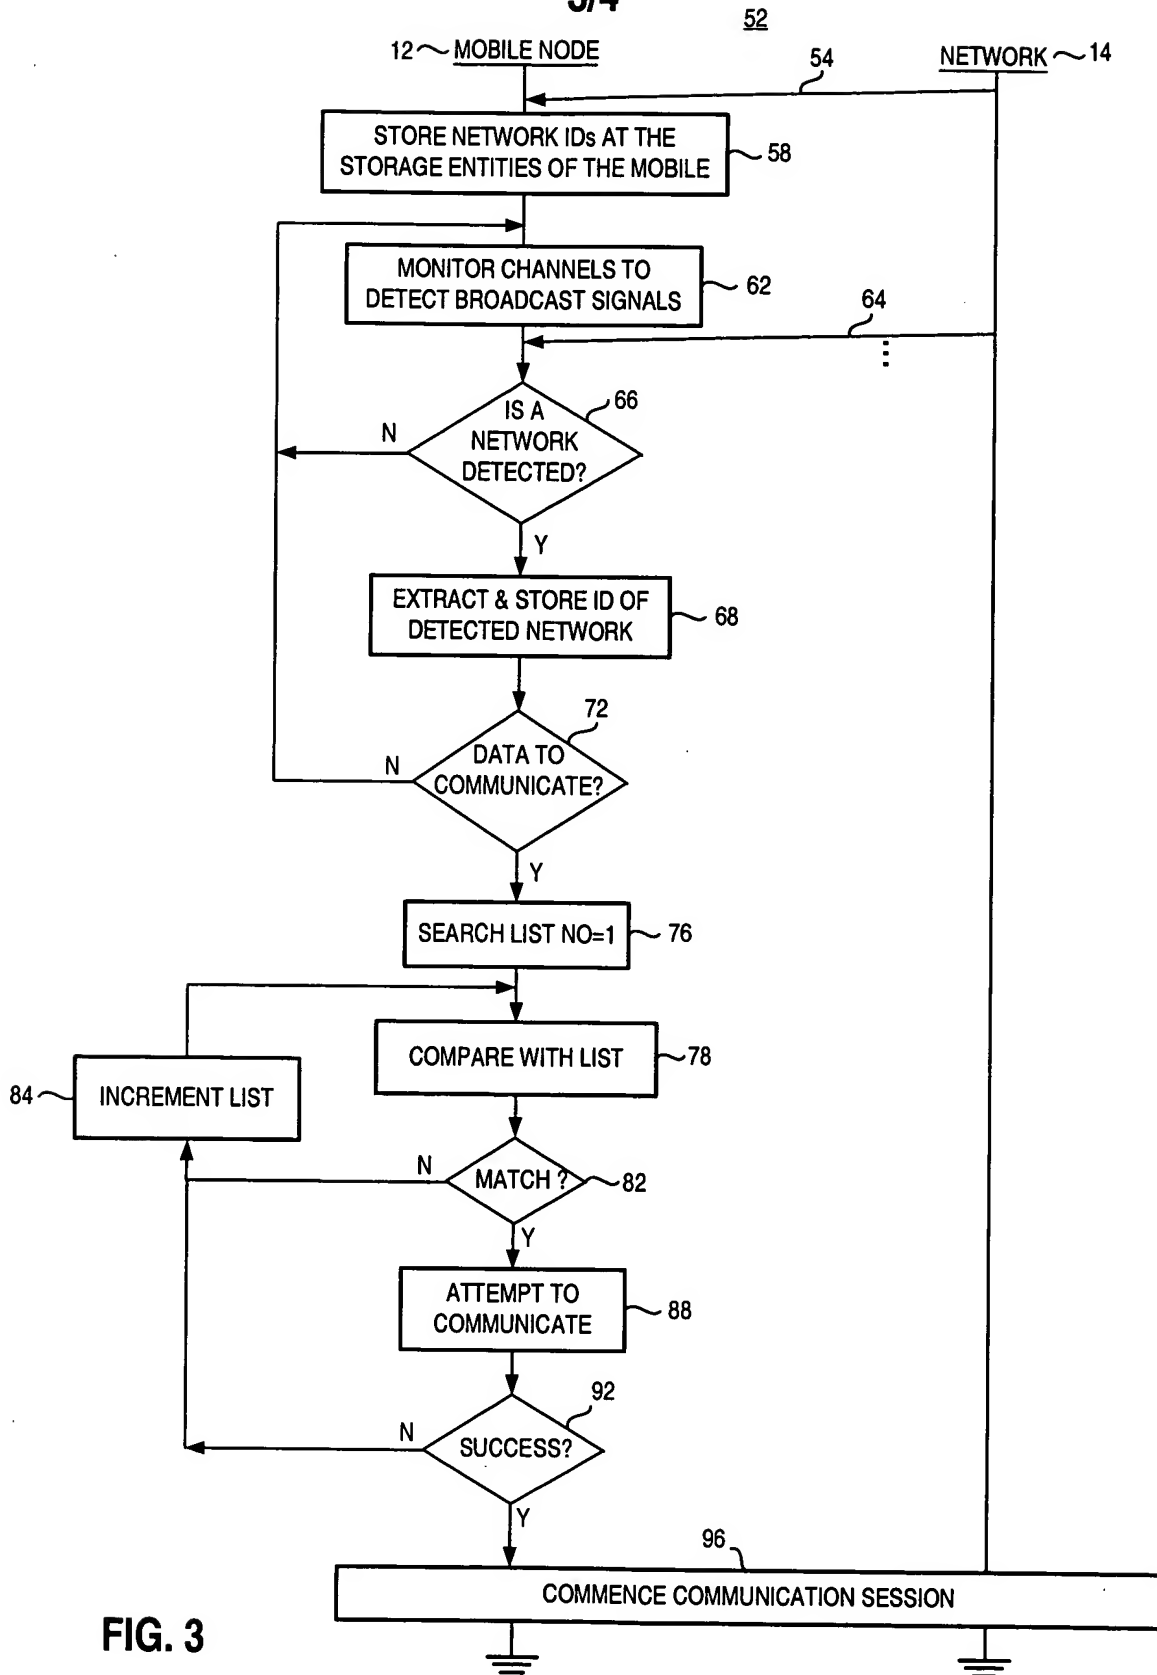 3/4
52
12 MOBILE NODE
NETWORK 14
54
STORE NETWORK IDs AT THE
STORAGE ENTITIES OF THE MOBILE
58
MONITOR CHANNELS TO
DETECT BROADCAST SIGNALS
62
64
IS A
NETWORK
DETECTED?
66
N
Y
EXTRACT & STORE ID OF
DETECTED NETWORK
68
72
DATA TO
COMMUNICATE?
N
Y
SEARCH LIST NO=1
76
COMPARE WITH LIST
78
84
INCREMENT LIST
N
MATCH ?
82
Y
ATTEMPT TO
COMMUNICATE
88
92
N
SUCCESS?
Y
96
COMMENCE COMMUNICATION SESSION
FIG. 3